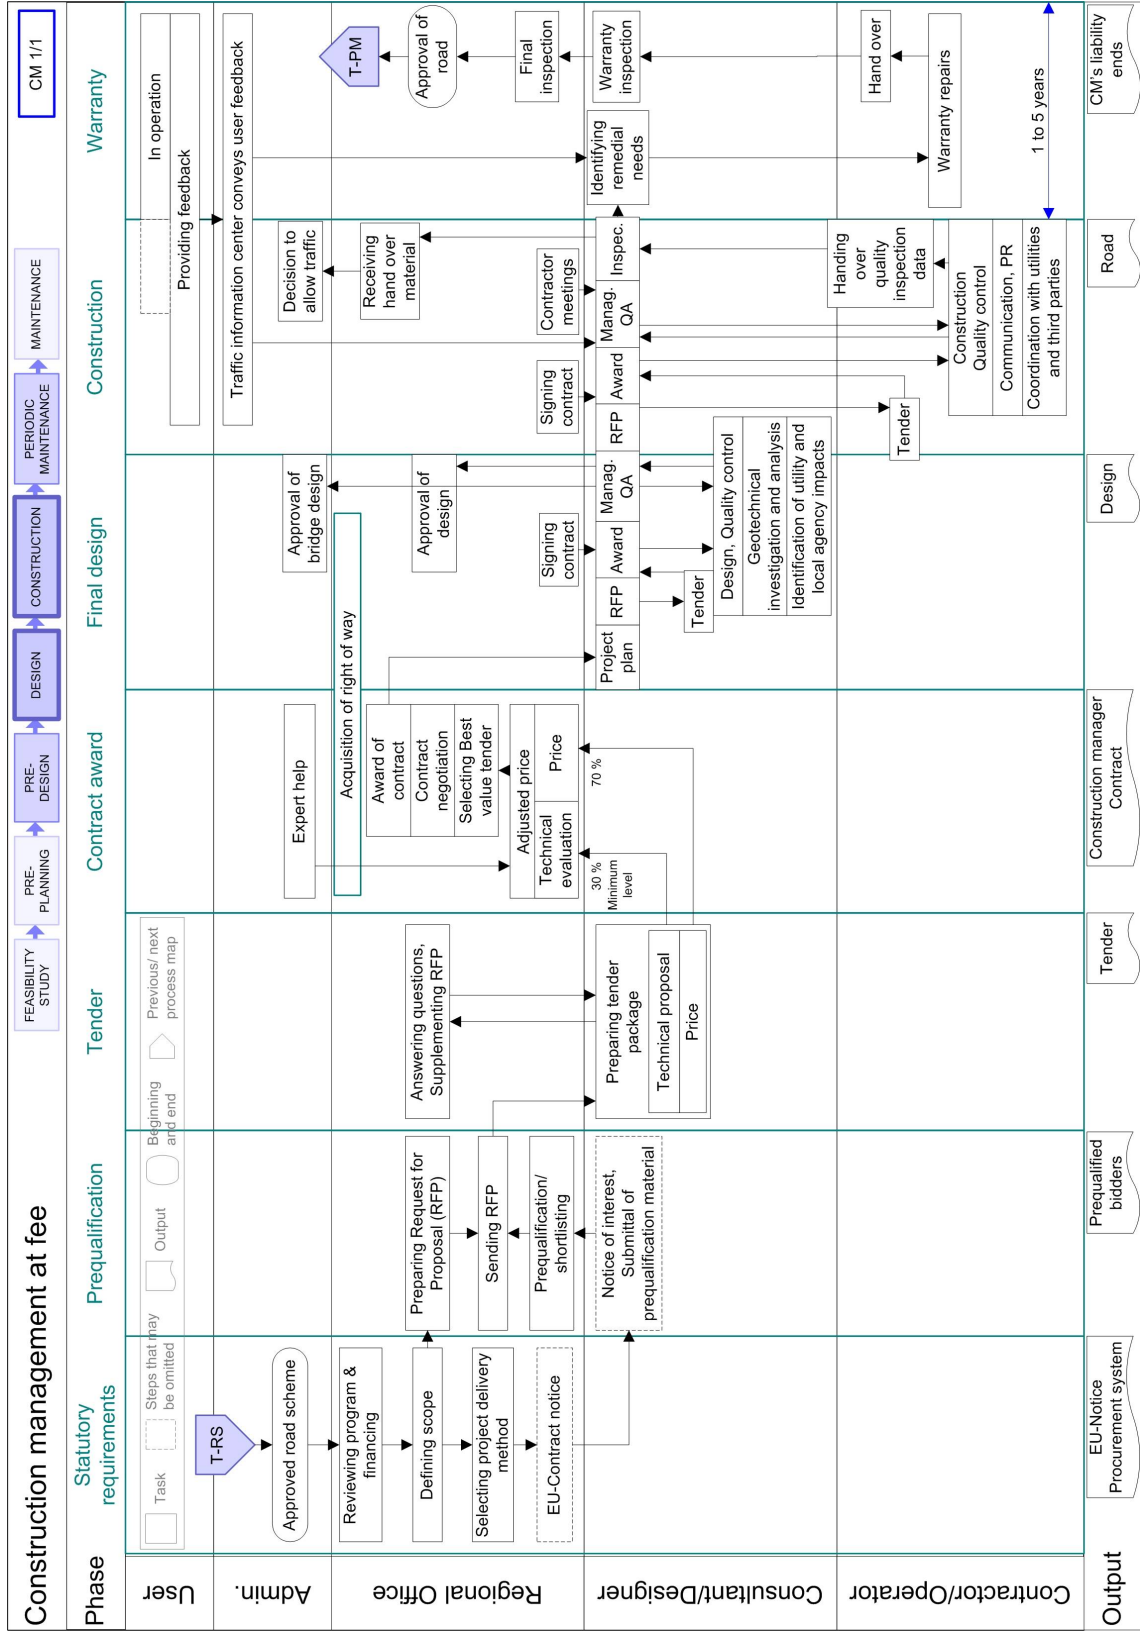 Construction management at fee
CM 1/1
FEASIBILITY
STUDY
PRE-
PLANNING
PRE-
DESIGN
DESIGN
CONSTRUCTION
PERIODIC
MAINTENANCE
MAINTENANCE
Phase
Statutory
requirements
Prequalification
Tender
Contract award
Final design
Construction
Warranty
User
Task
Steps that may
be omitted
Output
Beginning
and end
Previous/ next
process map
In operation
Providing feedback
T-RS
Admin.
Approved road scheme
Expert help
Approval of
bridge design
Traffic information center conveys user feedback
Decision to
allow traffic
Regional Office
Reviewing program &
financing
Defining scope
Selecting project delivery
method
EU-Contract notice
Preparing Request for
Proposal (RFP)
Sending RFP
Prequalification/
shortlisting
Answering questions,
Supplementing RFP
Acquisition of right of way
Award of
contract
Contract
negotiation
Selecting Best
value tender
Adjusted price
Technical
evaluation
Price
Approval of
design
Signing
contract
Receiving
hand over
material
Signing
contract
Contractor
meetings
T-PM
Approval of
road
Final
inspection
Consultant/Designer
Notice of interest,
Submittal of
prequalification material
Preparing tender
package
Technical proposal
Price
30 %
Minimum
level
70 %
Project
plan
RFP
Award
Manag.
QA
RFP
Award
Manag.
QA
Inspec.
Identifying
remedial
needs
Warranty
inspection
Tender
Design, Quality control
Geotechnical
investigation and analysis
Identification of utility and
local agency impacts
Contractor/Operator
Tender
Handing
over
quality
inspection
data
Construction
Quality control
Communication, PR
Coordination with utilities
and third parties
Hand over
Warranty repairs
1 to 5 years
Output
EU-Notice
Procurement system
Prequalified
bidders
Tender
Construction manager
Contract
Design
Road
CM's liability
ends